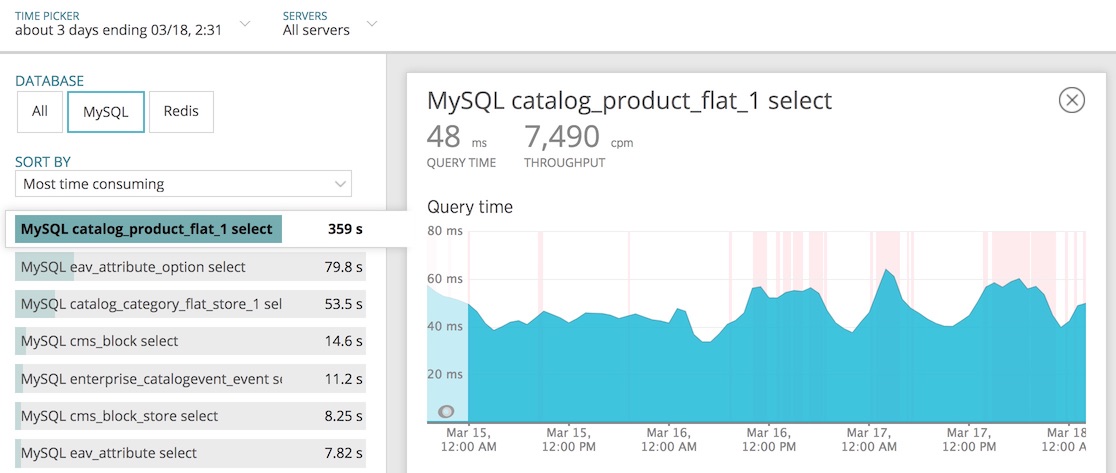 TIME PICKER
about 3 days ending 03/18, 2:31
SERVERS
All servers
DATABASE
All
MySQL
Redis
SORT BY
Most time consuming
MySQL catalog_product_flat_1 select 359 s
MySQL eav_attribute_option select 79.8 s
MySQL catalog_category_flat_store_1 sel 53.5 s
MySQL cms_block select 14.6 s
MySQL enterprise_catalogevent_event se 11.2 s
MySQL cms_block_store select 8.25 s
MySQL eav_attribute select 7.82 s
MySQL catalog_product_flat_1 select
48 ms
QUERY TIME
7,490 cpm
THROUGHPUT
Query time
80 ms
60 ms
40 ms
20 ms
Mar 15, 12:00 AM
Mar 15, 12:00 PM
Mar 16, 12:00 AM
Mar 16, 12:00 PM
Mar 17, 12:00 AM
Mar 17, 12:00 PM
Mar 18 12:00 A